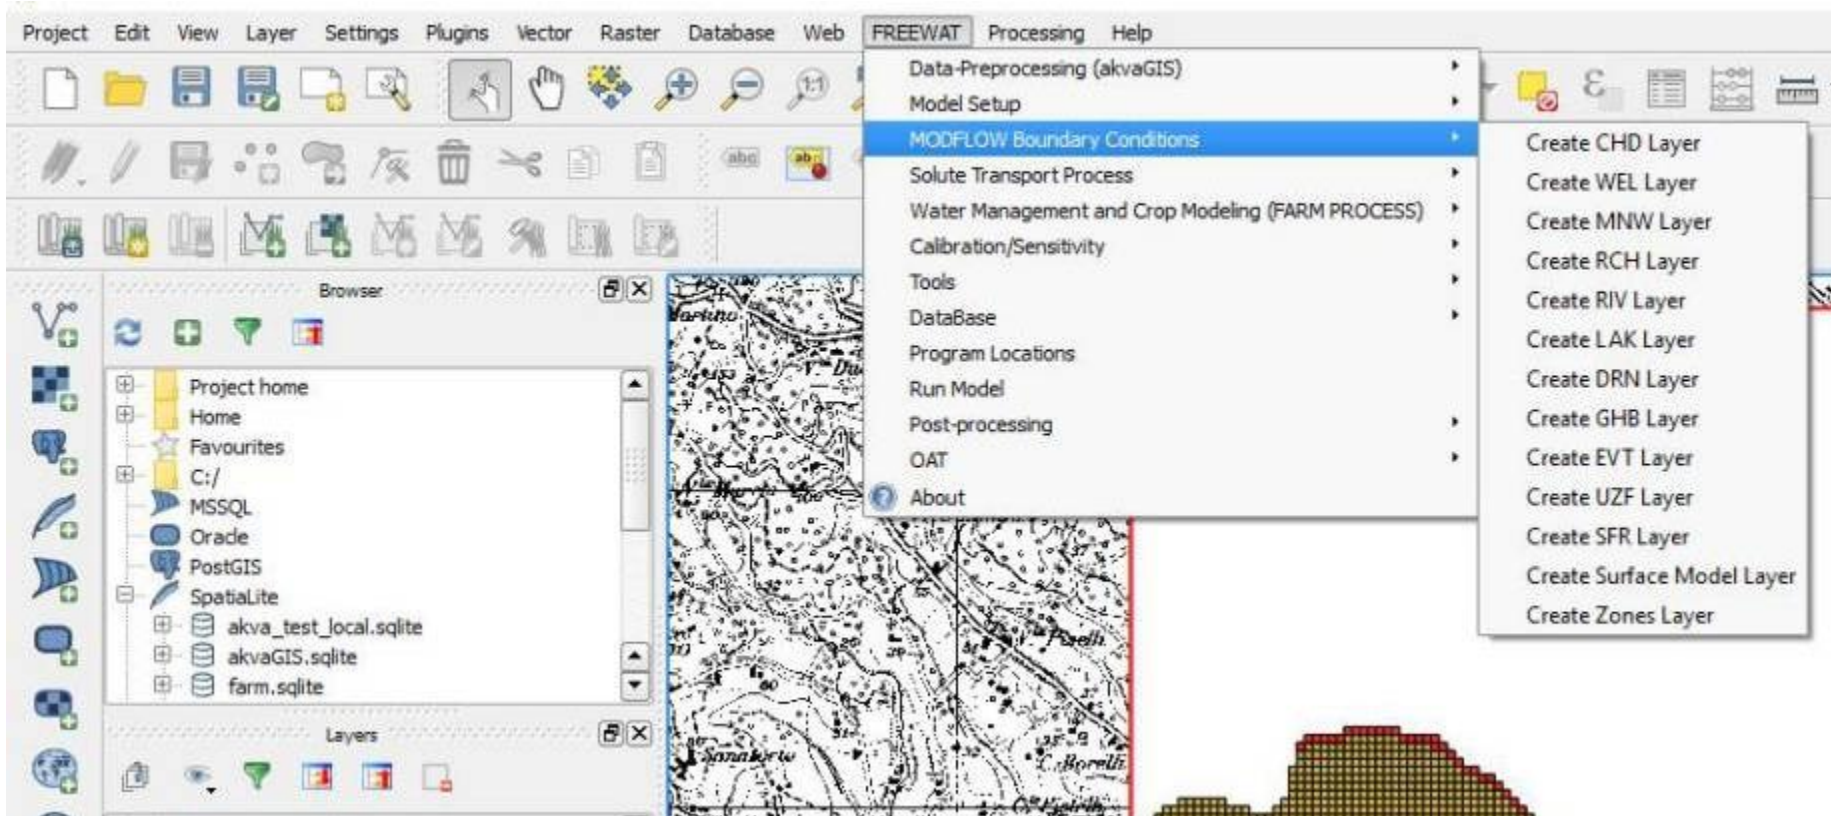 Project Edit View Layer Settings Plugins Vector Raster Database Web FREEWAT Processing Help
Data-Preprocessing (akvaGIS)
Model Setup
MODFLOW Boundary Conditions
Solute Transport Process
Water Management and Crop Modeling (FARM PROCESS)
Calibration/Sensitivity
Tools
DataBase
Program Locations
Run Model
Post-processing
OAT
About
Create CHD Layer
Create WEL Layer
Create MNW Layer
Create RCH Layer
Create RIV Layer
Create LAK Layer
Create DRN Layer
Create GHB Layer
Create EVT Layer
Create UZF Layer
Create SFR Layer
Create Surface Model Layer
Create Zones Layer
1:1
abc
ab
Browser
Project home
Home
Favourites
C:/
MSSQL
Oracle
PostGIS
SpatiaLite
akva_test_local.sqlite
akvaGIS.sqlite
farm.sqlite
Layers